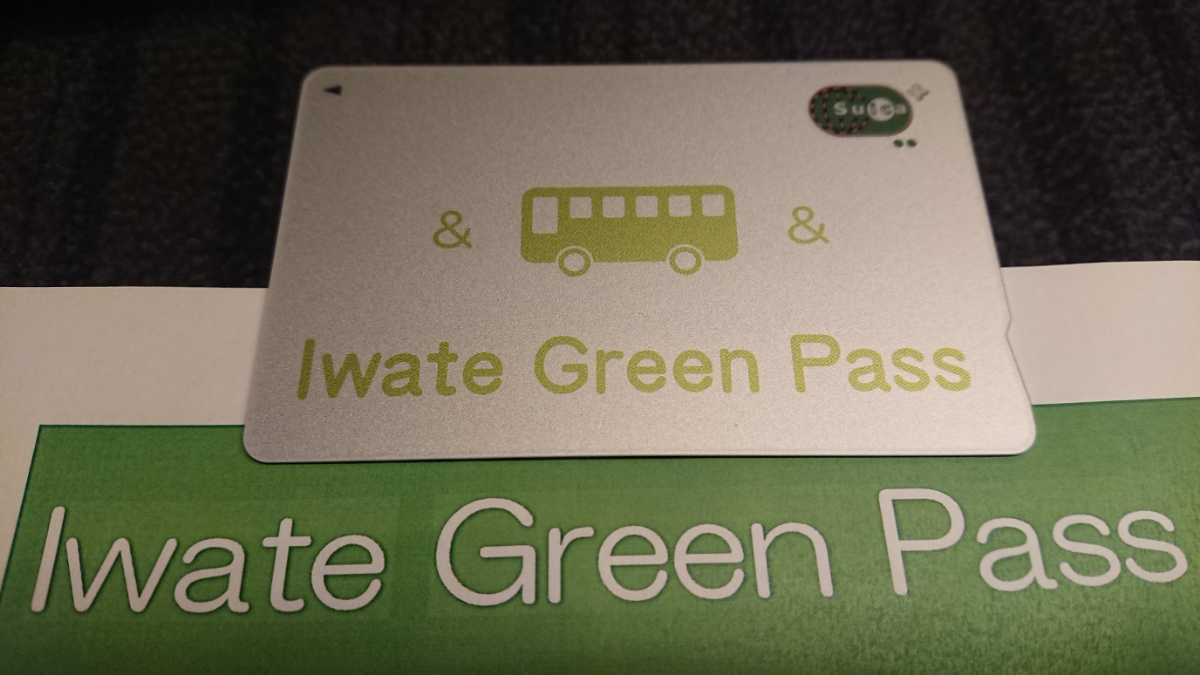 Suica
& &
Iwate Green Pass
Iwate Green Pass